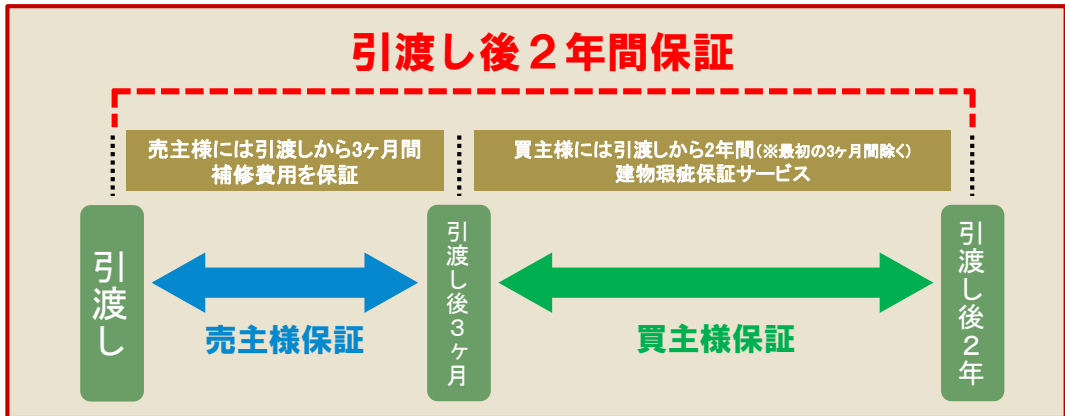 引渡し後２年間保証
売主様には引渡しから3ヶ月間
補修費用を保証
買主様には引渡しから2年間(※最初の3ヶ月間除く)
建物瑕疵保証サービス
引渡し
売主様保証
引渡し後３ヶ月
買主様保証
引渡し後２年